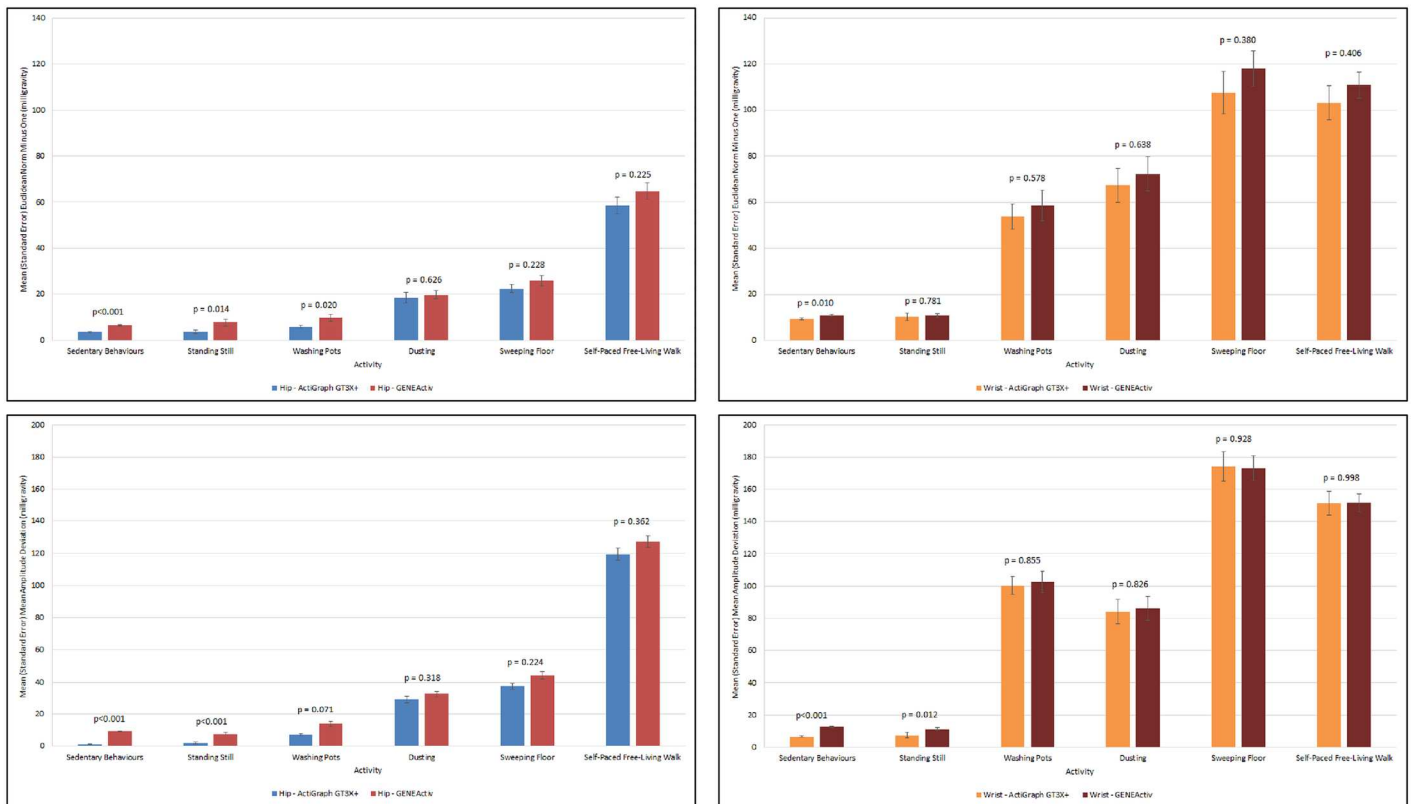 Mean (Standard Error) Euclidean Norm Minus One (milligravity)
140
120
100
80
60
40
20
0
p<0.001
p = 0.014
p = 0.020
p = 0.626
p = 0.228
p = 0.225
Sedentary Behaviours
Standing Still
Washing Pots
Dusting
Sweeping Floor
Self-Paced Free-Living Walk
Activity
Hip - ActiGraph GT3X+ Hip - GENEActiv
Mean (Standard Error) Euclidean Norm Minus One (milligravity)
140
120
100
80
60
40
20
0
p = 0.010
p = 0.781
p = 0.578
p = 0.638
p = 0.380
p = 0.406
Sedentary Behaviours
Standing Still
Washing Pots
Dusting
Sweeping Floor
Self-Paced Free-Living Walk
Activity
Wrist - ActiGraph GT3X+ Wrist - GENEActiv
Mean (Standard Error) Mean Amplitude Deviation (milligravity)
200
180
160
140
120
100
80
60
40
20
0
p<0.001
p<0.001
p = 0.071
p = 0.318
p = 0.224
p = 0.362
Sedentary Behaviours
Standing Still
Washing Pots
Dusting
Sweeping Floor
Self-Paced Free-Living Walk
Activity
Hip - ActiGraph GT3X+ Hip - GENEActiv
Mean (Standard Error) Mean Amplitude Deviation (milligravity)
200
180
160
140
120
100
80
60
40
20
0
p<0.001
p = 0.012
p = 0.855
p = 0.826
p = 0.928
p = 0.998
Sedentary Behaviours
Standing Still
Washing Pots
Dusting
Sweeping Floor
Self-Paced Free-Living Walk
Activity
Wrist - ActiGraph GT3X+ Wrist - GENEActiv